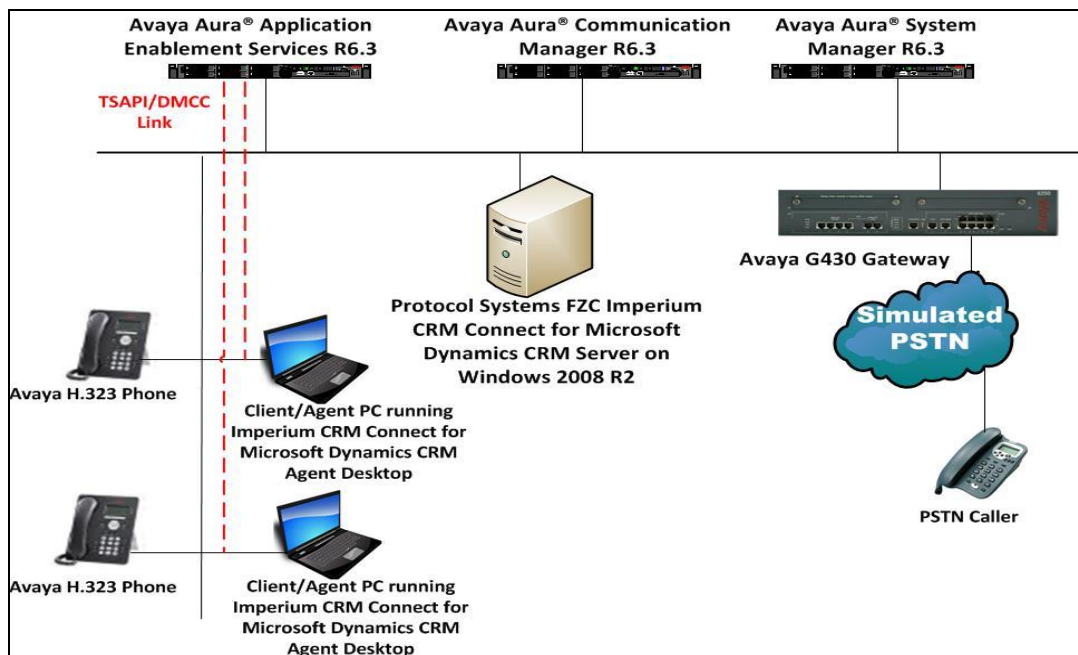 Avaya Aura® Application
Enablement Services R6.3
Avaya Aura® Communication
Manager R6.3
Avaya Aura® System
Manager R6.3
TSAPI/DMCC
Link
Protocol Systems FZC Imperium
CRM Connect for Microsoft
Dynamics CRM Server on
Windows 2008 R2
Avaya G430 Gateway
Simulated
PSTN
PSTN Caller
Avaya H.323 Phone
Client/Agent PC running
Imperium CRM Connect for
Microsoft Dynamics CRM
Agent Desktop
Avaya H.323 Phone
Client/Agent PC running
Imperium CRM Connect for
Microsoft Dynamics CRM
Agent Desktop